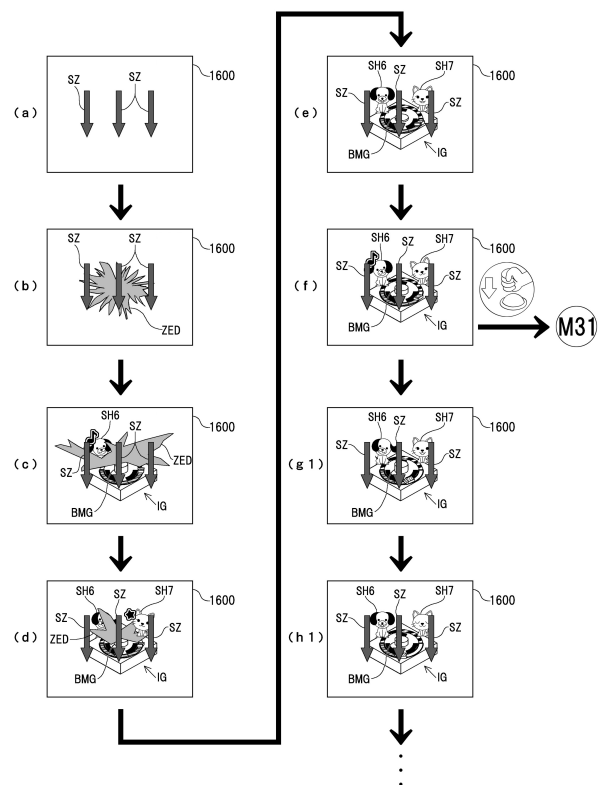 (a)
SZ
SZ
1600
(b)
SZ
SZ
1600
ZED
(c)
SH6
SZ
1600
ZED
SZ
BMG
IG
(d)
SH6
SZ
SH7
1600
SZ
ZED
SZ
BMG
IG
(e)
SH6
SZ
SH7
1600
SZ
SZ
BMG
IG
(f)
SH6
SZ
SH7
1600
SZ
SZ
BMG
IG
M31
(g1)
SH6
SZ
SH7
1600
SZ
SZ
BMG
IG
(h1)
SH6
SZ
SH7
1600
SZ
SZ
BMG
IG